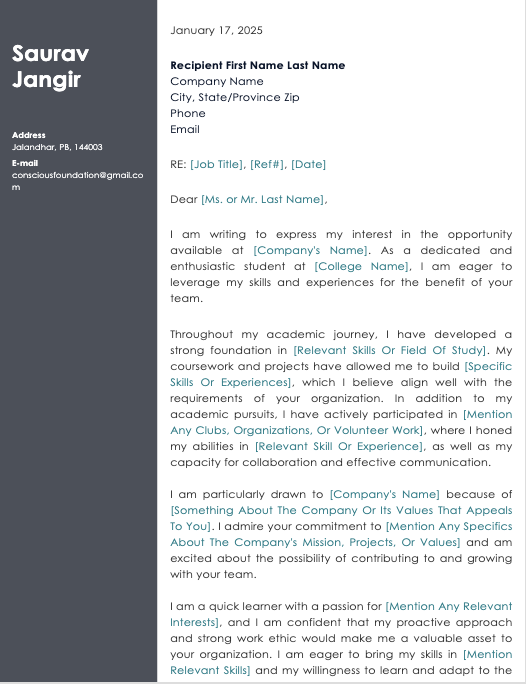 Saurav
Jangir
Address
Jalandhar, PB, 144003
E-mail
consciousfoundation@gmail.co
m
January 17, 2025
Recipient First Name Last Name
Company Name
City, State/Province Zip
Phone
Email
RE: [Job Title], [Ref#], [Date]
Dear [Ms. or Mr. Last Name],
I am writing to express my interest in the opportunity
available at [Company's Name]. As a dedicated and
enthusiastic student at [College Name], I am eager to
leverage my skills and experiences for the benefit of your
team.
Throughout my academic journey, I have developed a
strong foundation in [Relevant Skills Or Field Of Study]. My
coursework and projects have allowed me to build [Specific
Skills Or Experiences], which I believe align well with the
requirements of your organization. In addition to my
academic pursuits, I have actively participated in [Mention
Any Clubs, Organizations, Or Volunteer Work], where I honed
my abilities in [Relevant Skill Or Experience], as well as my
capacity for collaboration and effective communication.
I am particularly drawn to [Company's Name] because of
[Something About The Company Or Its Values That Appeals
To You]. I admire your commitment to [Mention Any Specifics
About The Company's Mission, Projects, Or Values] and am
excited about the possibility of contributing to and growing
with your team.
I am a quick learner with a passion for [Mention Any Relevant
Interests], and I am confident that my proactive approach
and strong work ethic would make me a valuable asset to
your organization. I am eager to bring my skills in [Mention
Relevant Skills] and my willingness to learn and adapt to the